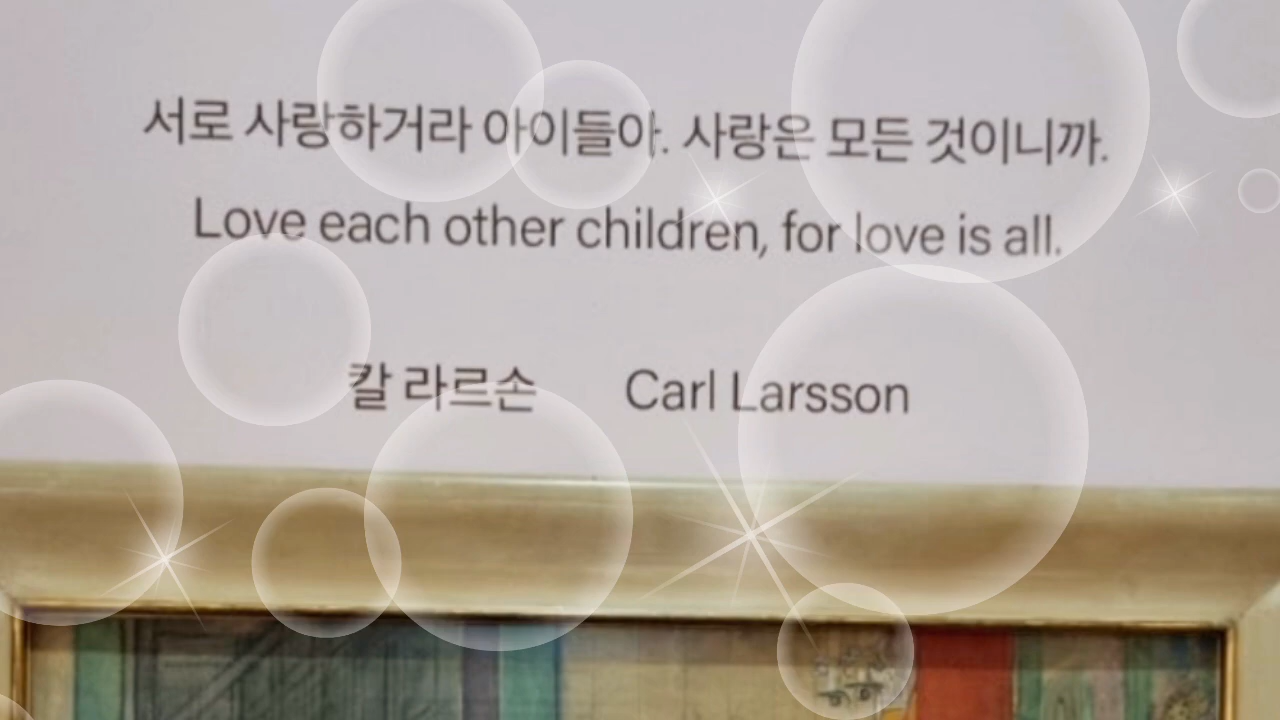 서로 사랑하거라 아이들아. 사랑은 모든 것이니까.
Love each other children, for love is all.
칼 라르손 Carl Larsson